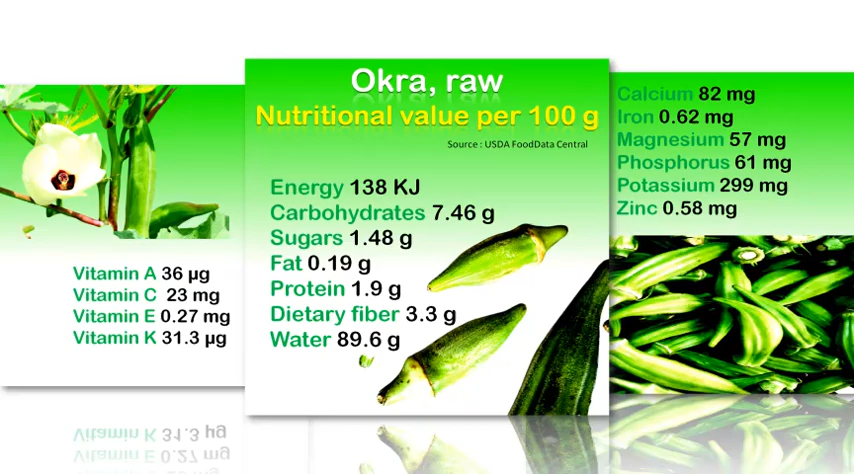 Okra, raw
Nutritional value per 100 g
Source : USDA FoodData Central
Energy 138 KJ
Carbohydrates 7.46 g
Sugars 1.48 g
Fat 0.19 g
Protein 1.9 g
Dietary fiber 3.3 g
Water 89.6 g
Vitamin A 36 µg
Vitamin C 23 mg
Vitamin E 0.27 mg
Vitamin K 31.3 µg
Calcium 82 mg
Iron 0.62 mg
Magnesium 57 mg
Phosphorus 61 mg
Potassium 299 mg
Zinc 0.58 mg